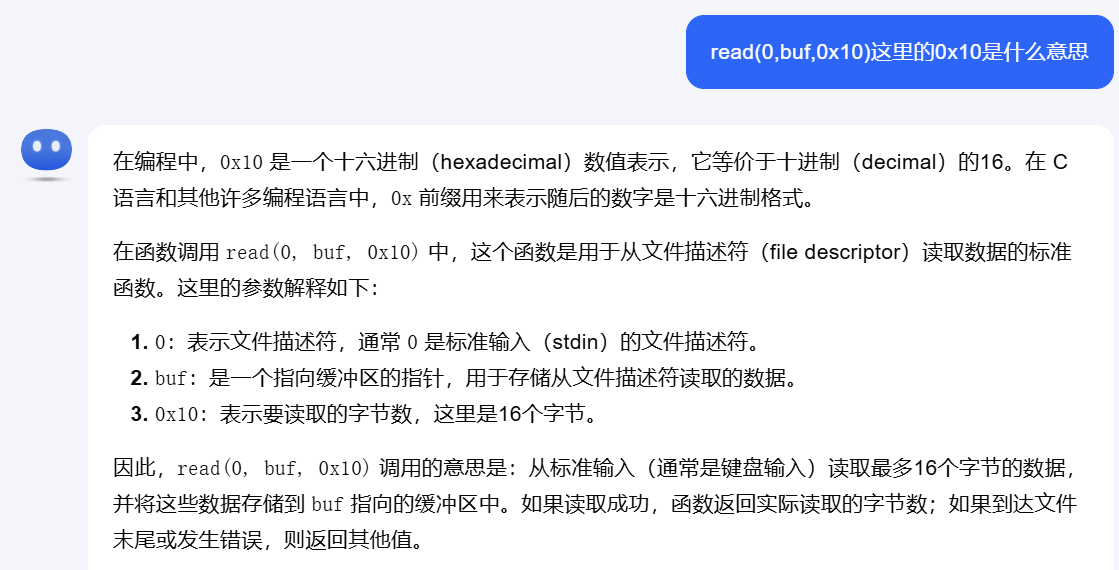 read(0,buf,0x10)这里的0x10是什么意思
在编程中，0x10 是一个十六进制（hexadecimal）数值表示，它等价于十进制（decimal）的16。在 C
语言和其他许多编程语言中，0x 前缀用来表示随后的数字是十六进制格式。
在函数调用 read(0, buf, 0x10) 中，这个函数是用于从文件描述符（file descriptor）读取数据的标准
函数。这里的参数解释如下：
1. 0：表示文件描述符，通常 0 是标准输入（stdin）的文件描述符。
2. buf：是一个指向缓冲区的指针，用于存储从文件描述符读取的数据。
3. 0x10：表示要读取的字节数，这里是16个字节。
因此，read(0, buf, 0x10) 调用的意思是：从标准输入（通常是键盘输入）读取最多16个字节的数据，
并将这些数据存储到 buf 指向的缓冲区中。如果读取成功，函数返回实际读取的字节数；如果到达文件
末尾或发生错误，则返回其他值。